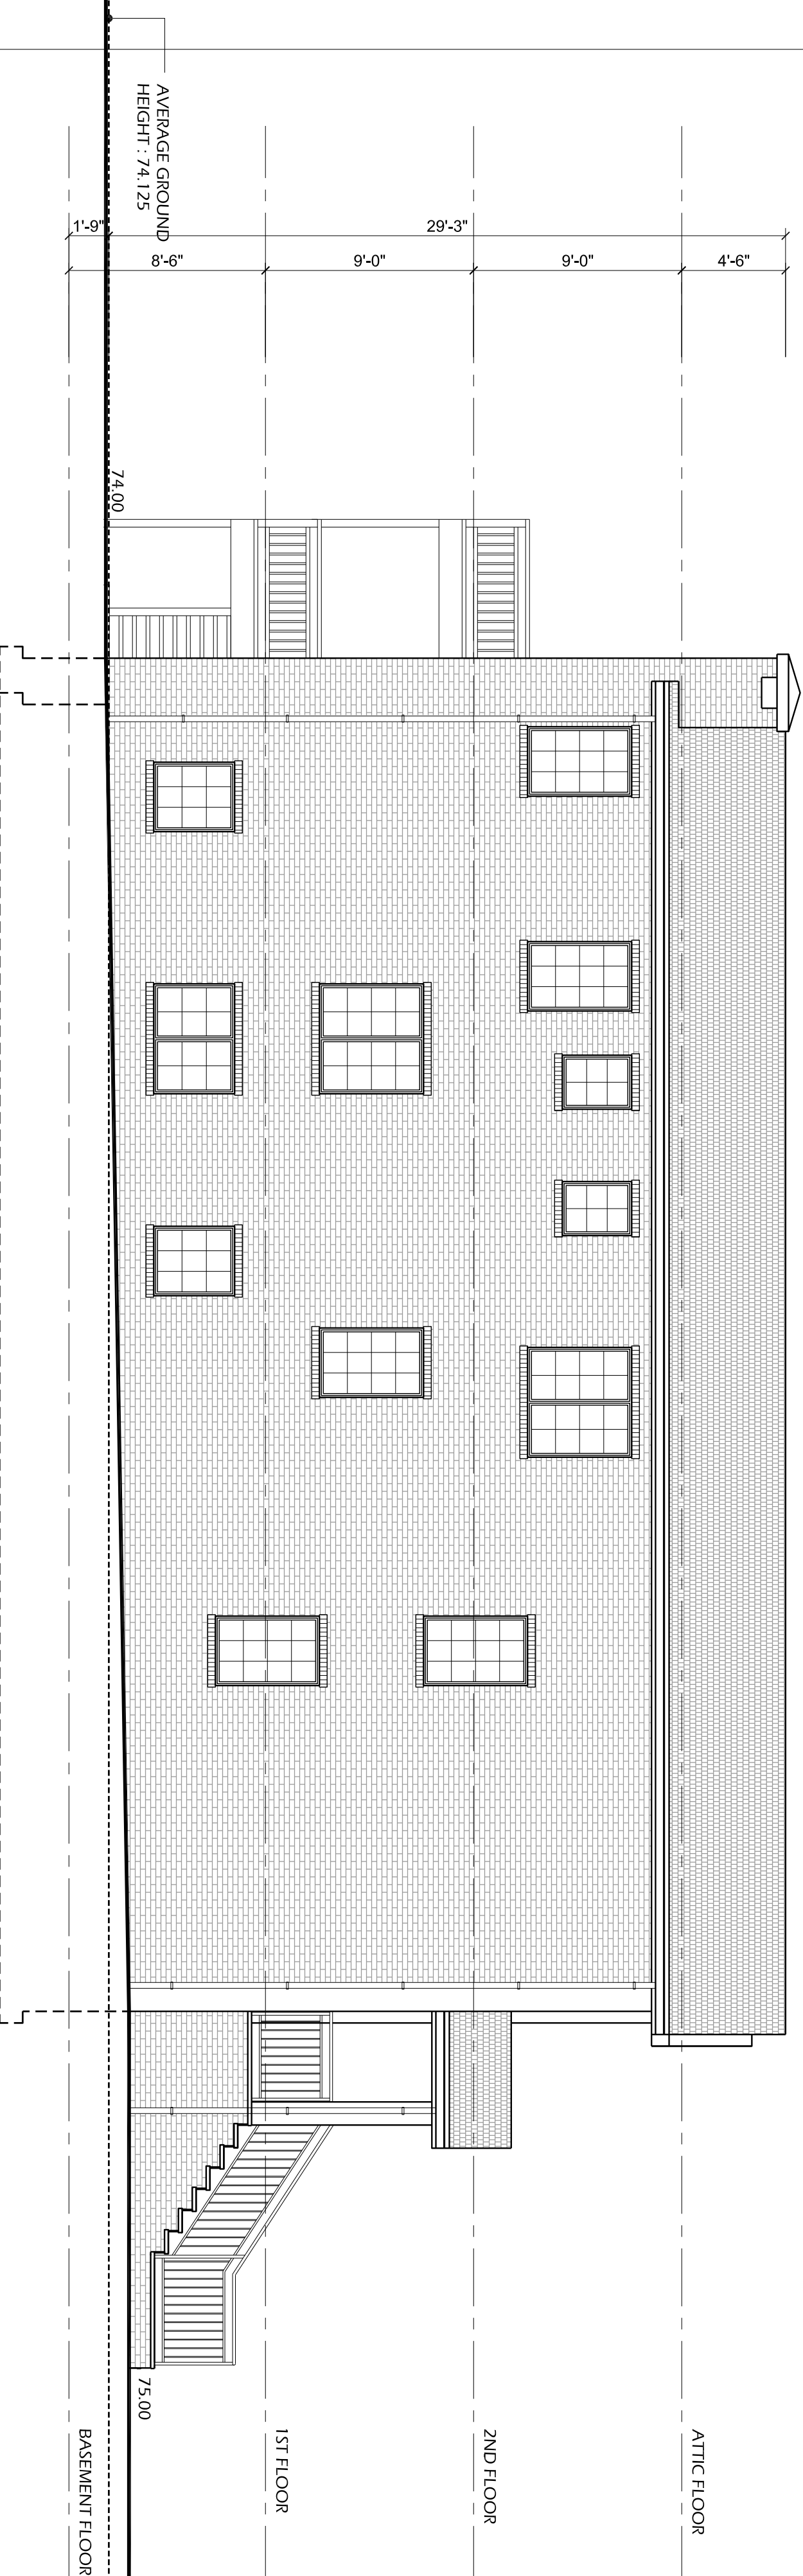 AVERAGE GROUND
HEIGHT : 74.125
1'-9"
29'-3"
8'-6"
9'-0"
9'-0"
4'-6"
74.00
75.00
ATTIC FLOOR
2ND FLOOR
1ST FLOOR
BASEMENT FLOOR